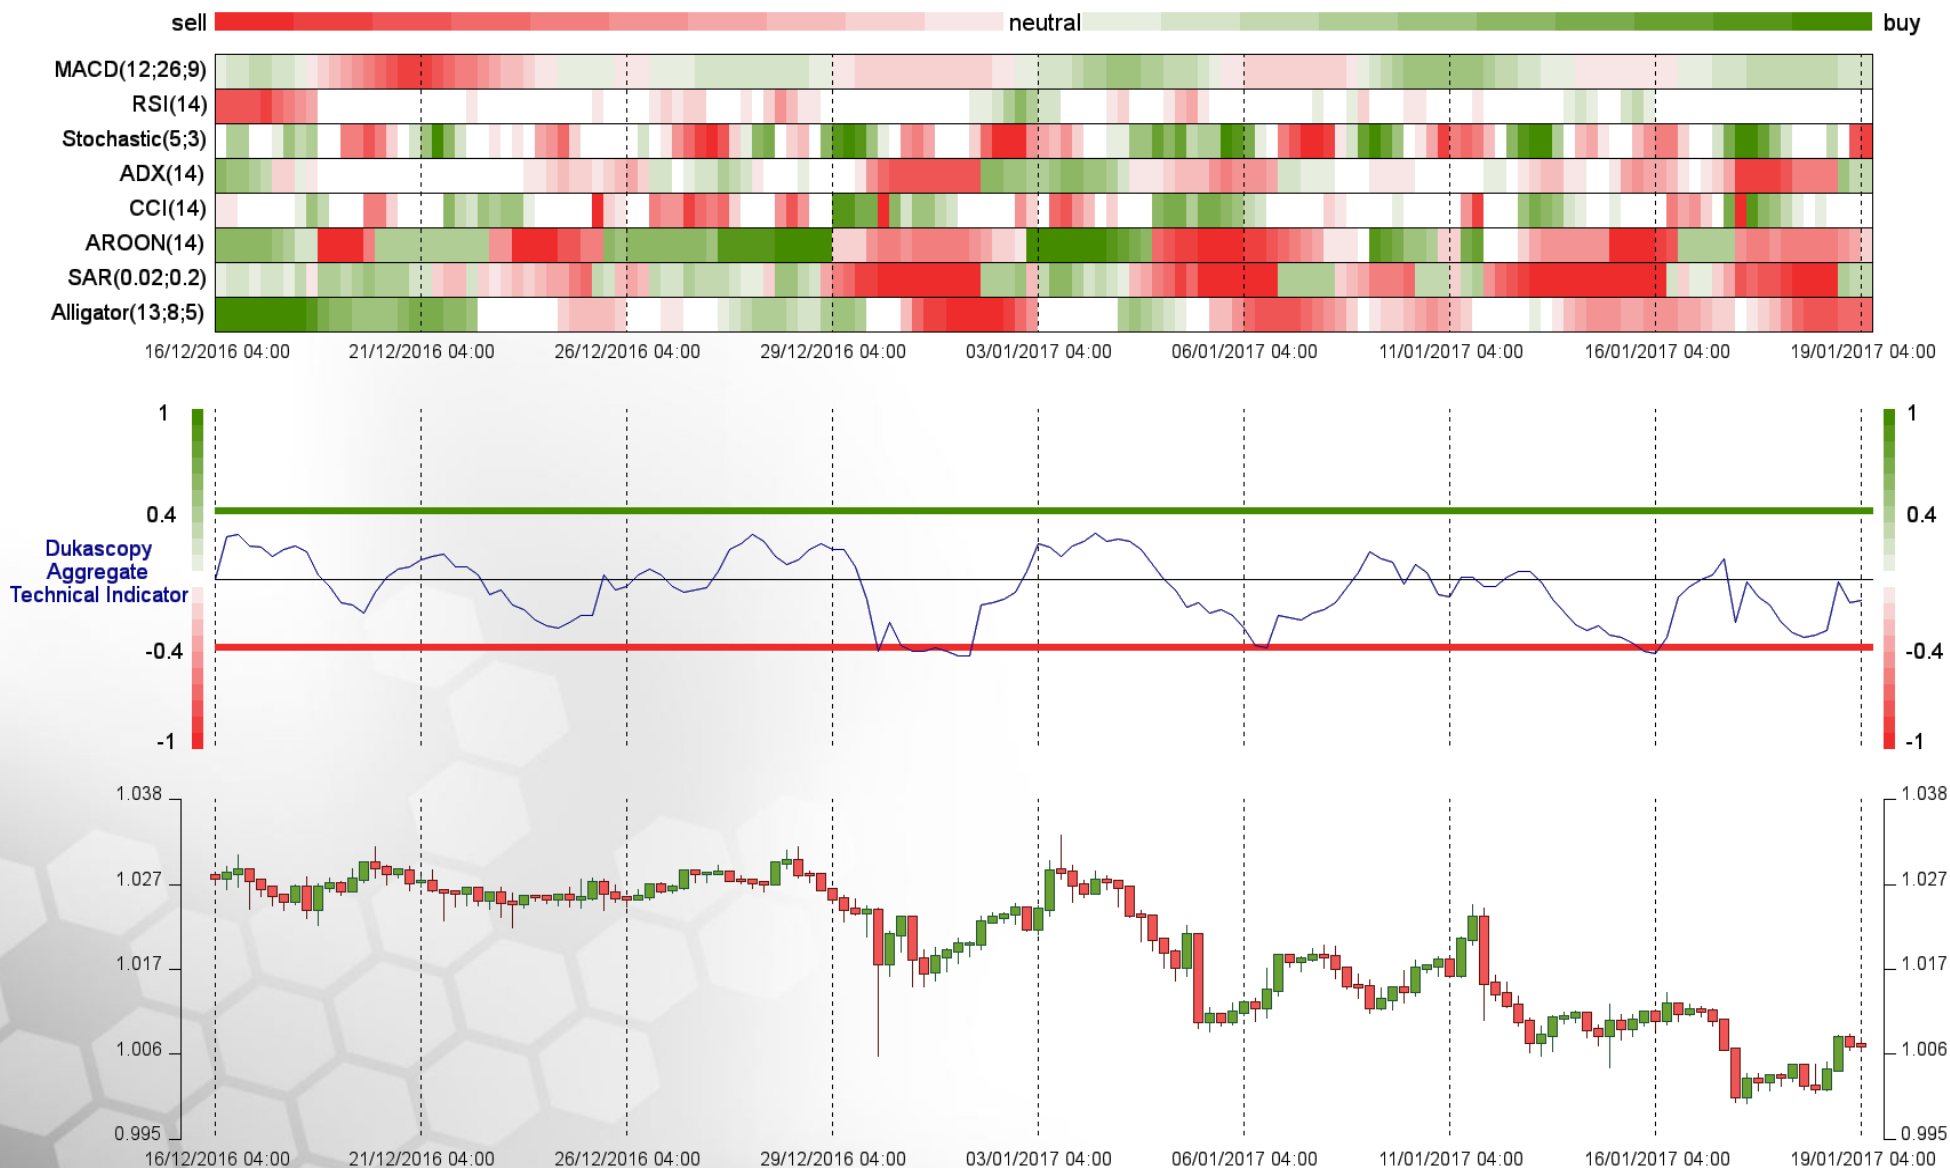 sell neutral buy
MACD(12;26;9)
RSI(14)
Stochastic(5;3)
ADX(14)
CCI(14)
AROON(14)
SAR(0.02;0.2)
Alligator(13;8;5)
16/12/2016 04:00 21/12/2016 04:00 26/12/2016 04:00 29/12/2016 04:00 03/01/2017 04:00 06/01/2017 04:00 11/01/2017 04:00 16/01/2017 04:00 19/01/2017 04:00
1 1
0.4 0.4
Dukascopy
Aggregate
Technical Indicator
-0.4 -0.4
-1 -1
1.038 1.038
1.027 1.027
1.017 1.017
1.006 1.006
0.995 0.995
16/12/2016 04:00 21/12/2016 04:00 26/12/2016 04:00 29/12/2016 04:00 03/01/2017 04:00 06/01/2017 04:00 11/01/2017 04:00 16/01/2017 04:00 19/01/2017 04:00